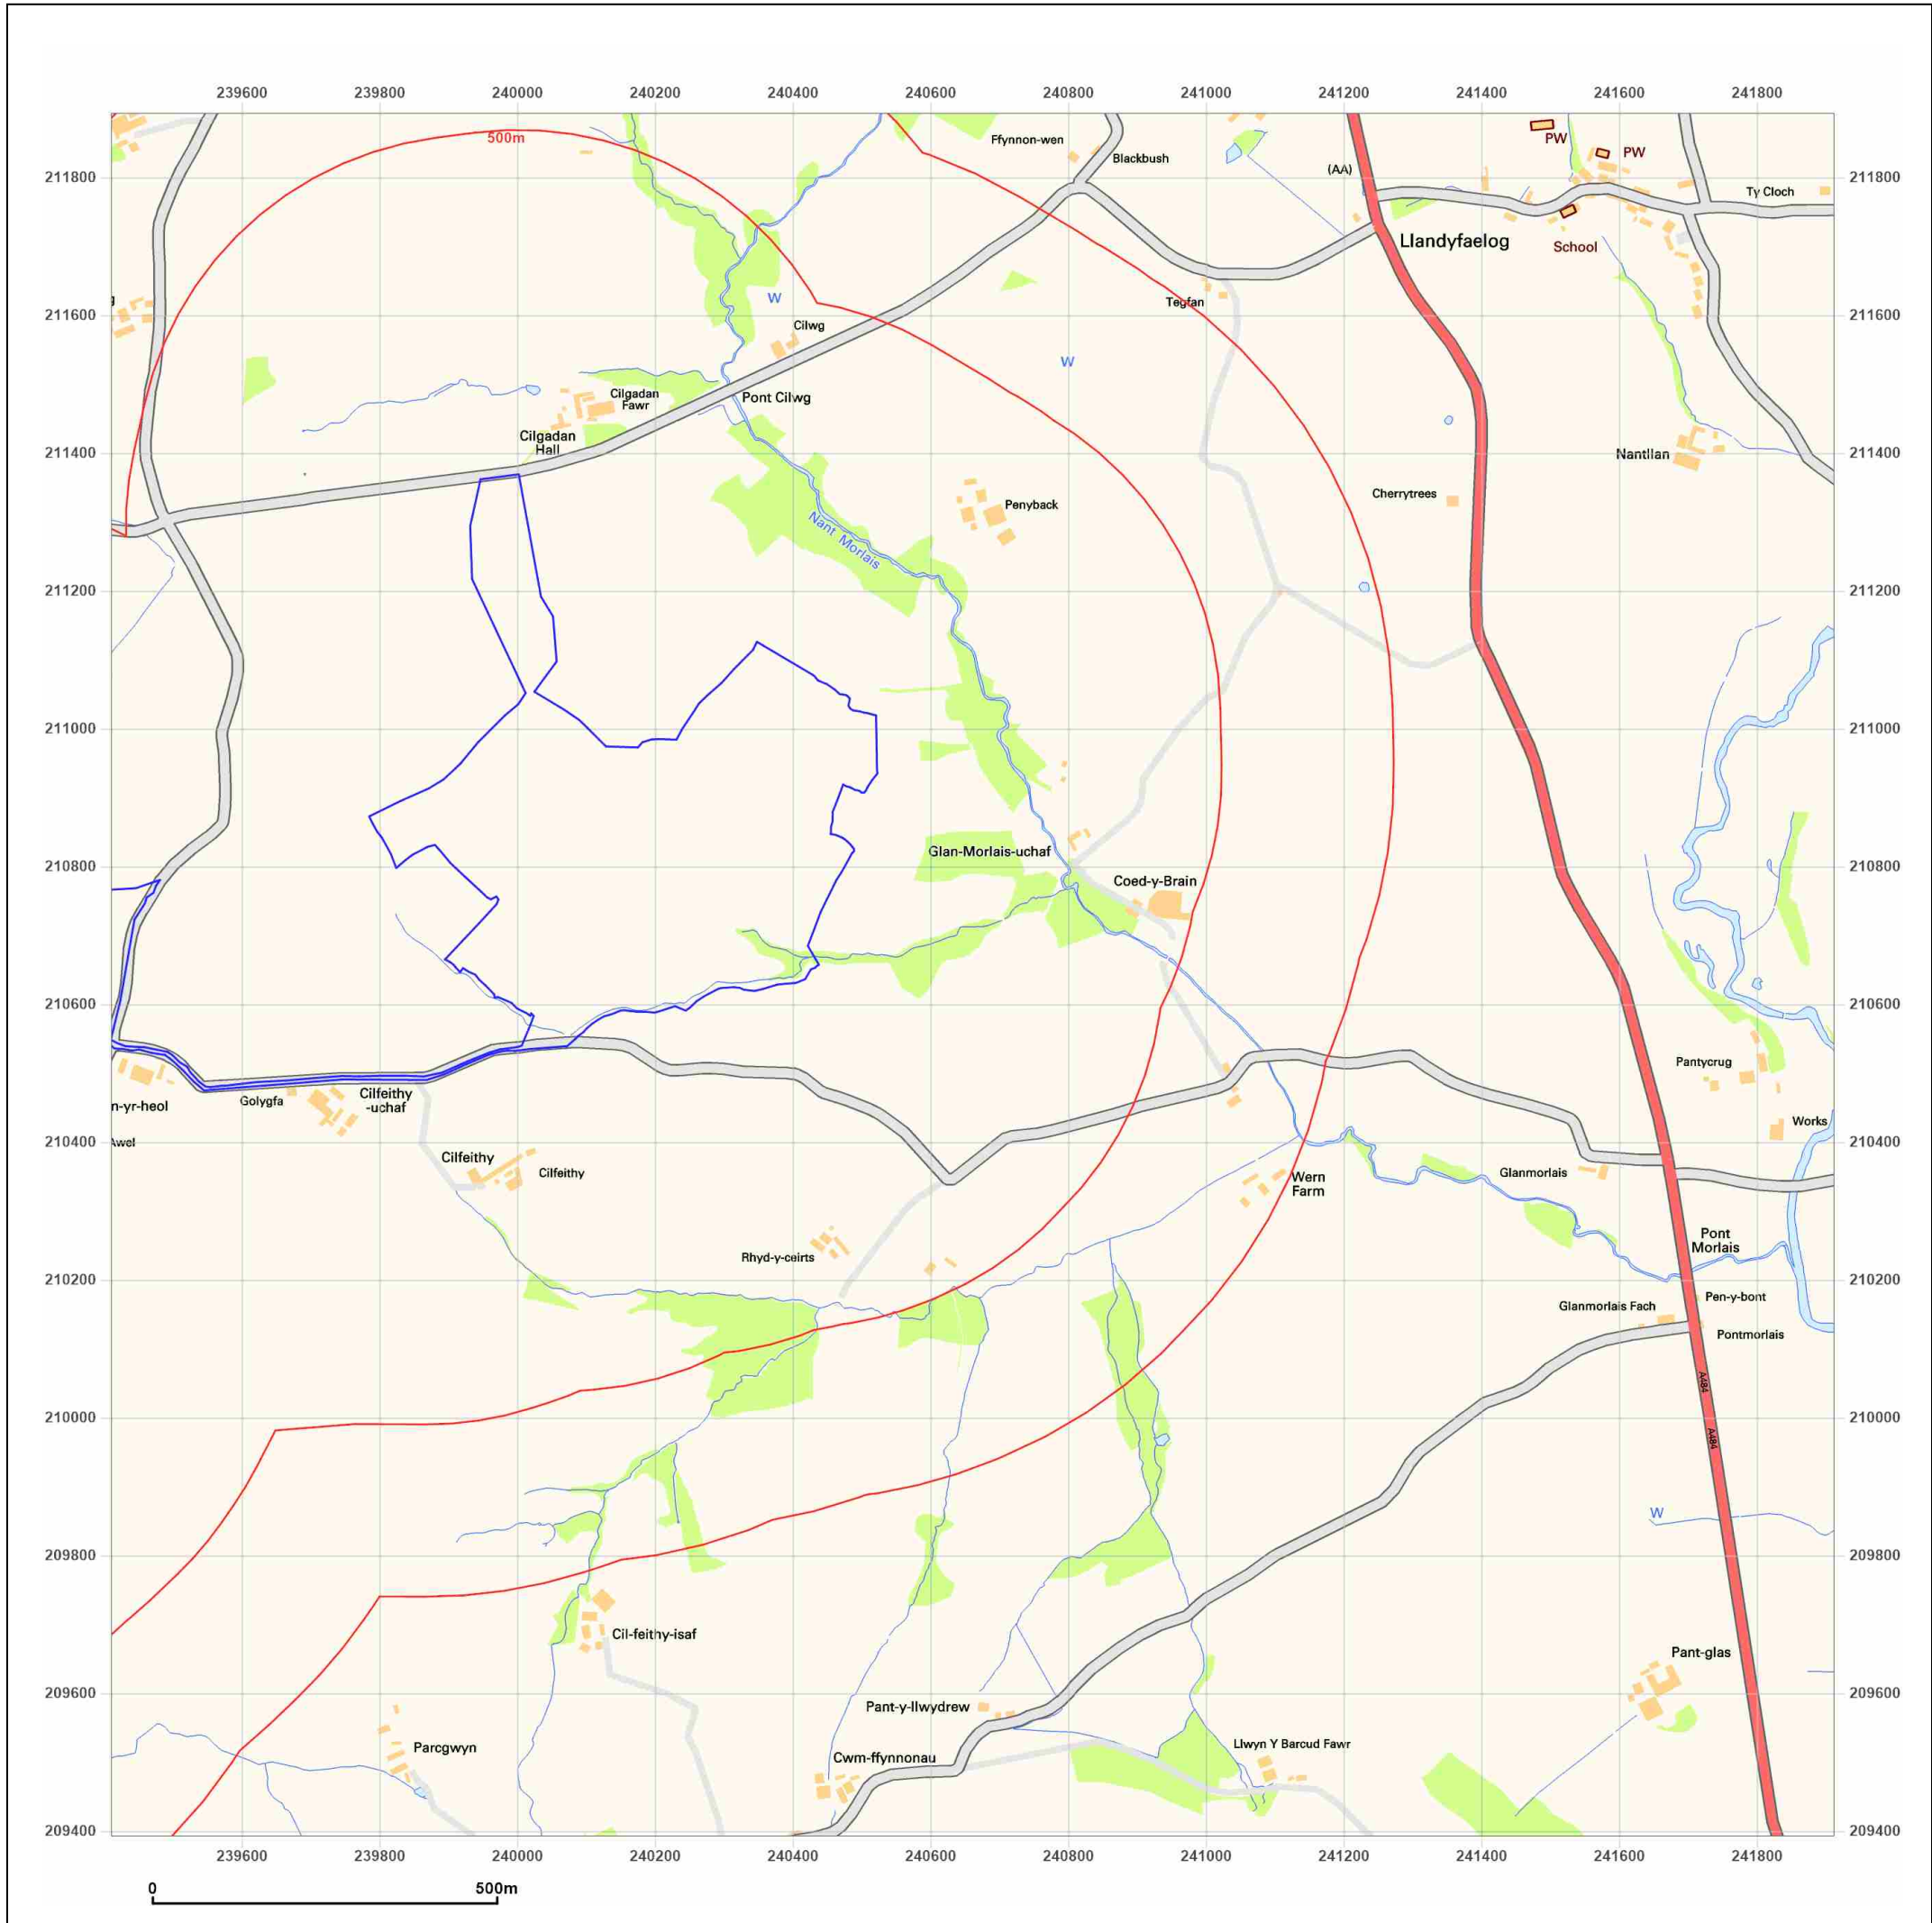 239600 239800 240000 240200 240400 240600 240800 241000 241200 241400 241600 241800
500m
Ffynnon-wen
Blackbush
(AA)
PW
PW
211800
211800
Ty Cloch
Llandyfaelog
School
W
Tegfan
211600
211600
Cilwg
W
Cilgadan
Fawr
Pont Cilwg
Cilgadan
Hall
211400
211400
Nantllan
Cherrytrees
Penyback
Nant Morlais
211200
211200
211000
211000
Glan-Morlais-uchaf
210800
210800
Coed-y-Brain
210600
210600
Pantycrug
Golygfa
Cilfeithy
-uchaf
n-yr-heol
Works
Awel
210400
210400
Cilfeithy
Cilfeithy
Glanmorlais
Wern
Farm
Pont
Morlais
Rhyd-y-ceirts
210200
210200
Pen-y-bont
Glanmorlais Fach
Pontmorlais
A484
210000
210000
A484
W
209800
209800
Cil-feithy-isaf
Pant-glas
209600
209600
Pant-y-llwydrew
Parcgwyn
Cwm-ffynnonau
Llwyn Y Barcud Fawr
209400
209400
239600 239800 240000 240200 240400 240600 240800 241000 241200 241400 241600 241800
0 500m